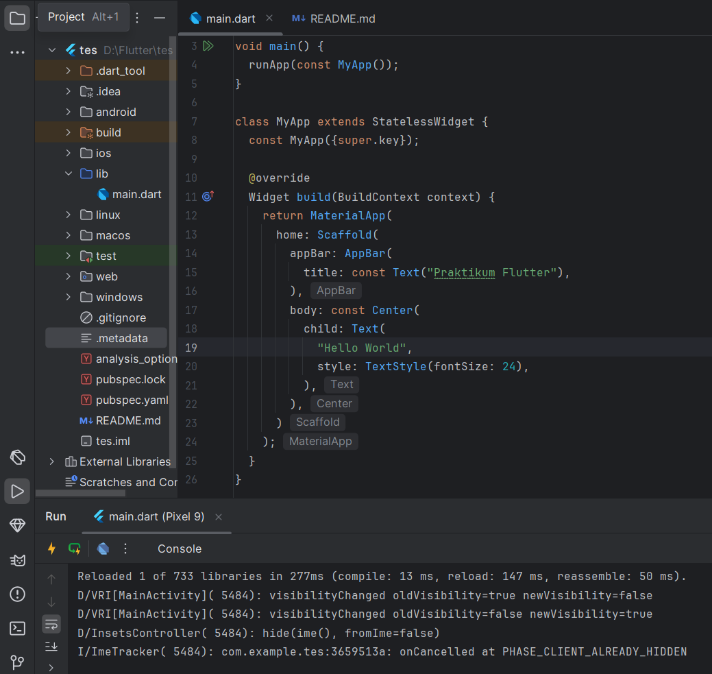 Project Alt+1
main.dart
README.md
tes D:\Flutter\tes
.dart_tool
.idea
android
build
ios
lib
main.dart
linux
macos
test
web
windows
.gitignore
.metadata
analysis_option
pubspec.lock
pubspec.yaml
README.md
tes.iml
External Libraries
Scratches and Con
3 void main() {
4 runApp(const MyApp());
5 }
6
7 class MyApp extends StatelessWidget {
8 const MyApp({super.key});
9
10 @override
11 Widget build(BuildContext context) {
12 return MaterialApp(
13 home: Scaffold(
14 appBar: AppBar(
15 title: const Text("Praktikum Flutter"),
16 ), AppBar
17 body: const Center(
18 child: Text(
19 "Hello World",
20 style: TextStyle(fontSize: 24),
21 ), Text
22 ), Center
23 ) Scaffold
24 ); MaterialApp
25 }
26 }
Run main.dart (Pixel 9)
Console
Reloaded 1 of 733 libraries in 277ms (compile: 13 ms, reload: 147 ms, reassemble: 50 ms).
D/VRI[MainActivity]( 5484): visibilityChanged oldVisibility=true newVisibility=false
D/VRI[MainActivity]( 5484): visibilityChanged oldVisibility=false newVisibility=true
D/InsetsController( 5484): hide(ime(), fromIme=false)
I/ImeTracker( 5484): com.example.tes:3659513a: onCancelled at PHASE_CLIENT_ALREADY_HIDDEN